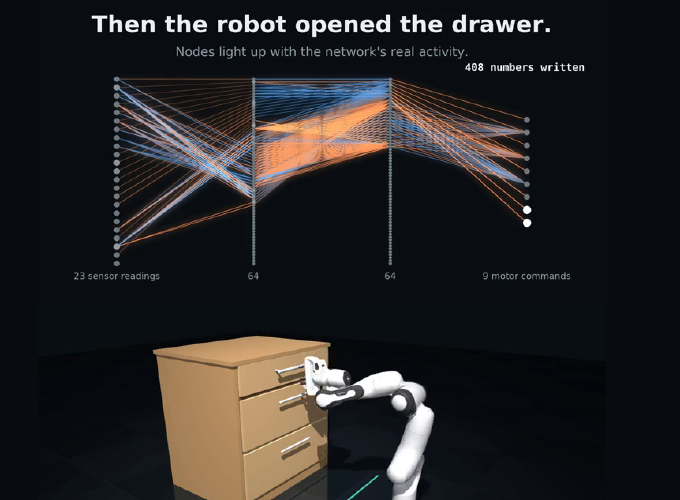 Then the robot opened the drawer.
Nodes light up with the network's real activity.
408 numbers written
23 sensor readings
64
64
9 motor commands